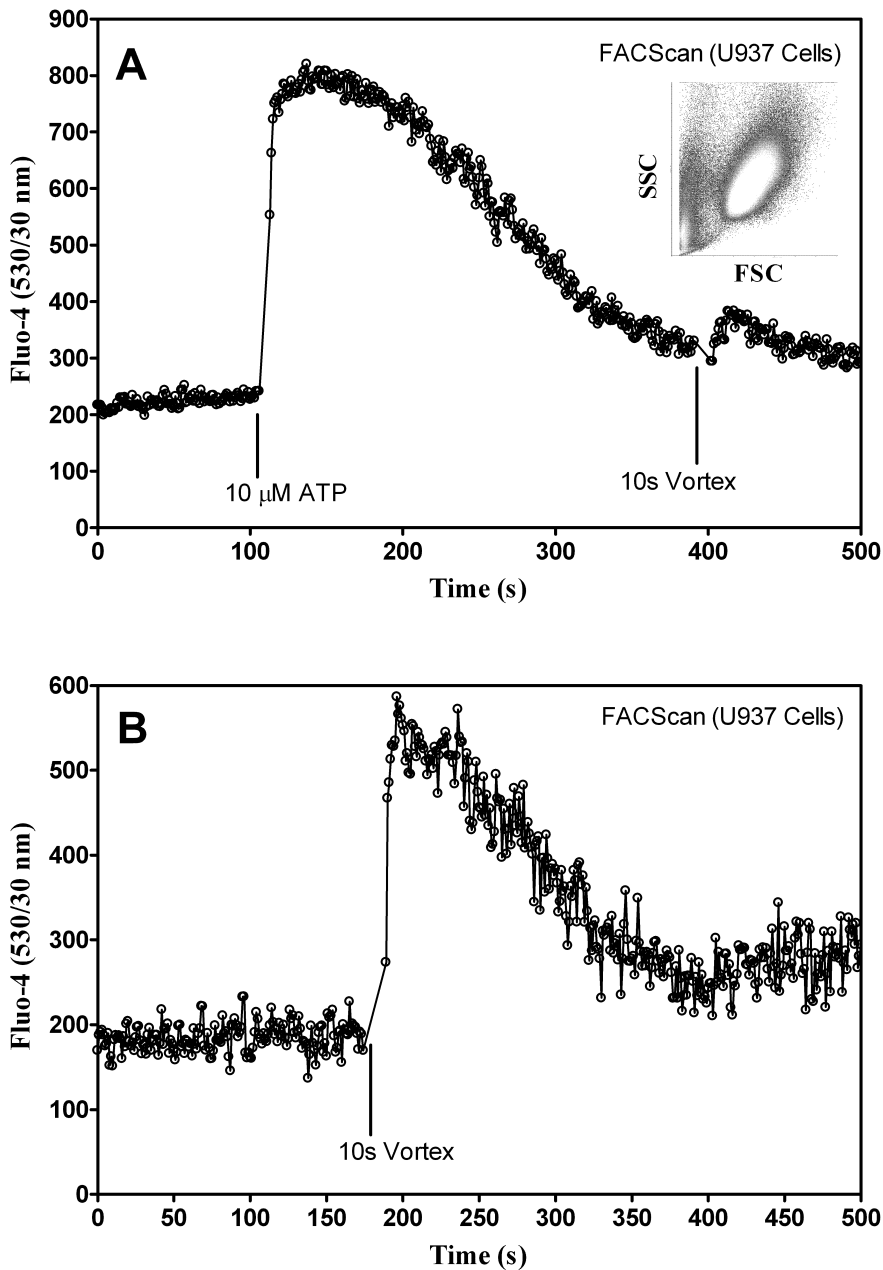 A
FACScan (U937 Cells)
SSC
FSC
Fluo-4 (530/30 nm)
900
800
700
600
500
400
300
200
100
0
10 μM ATP
10s Vortex
0 100 200 300 400 500
Time (s)
B
FACScan (U937 Cells)
Fluo-4 (530/30 nm)
600
500
400
300
200
100
0
10s Vortex
0 50 100 150 200 250 300 350 400 450 500
Time (s)